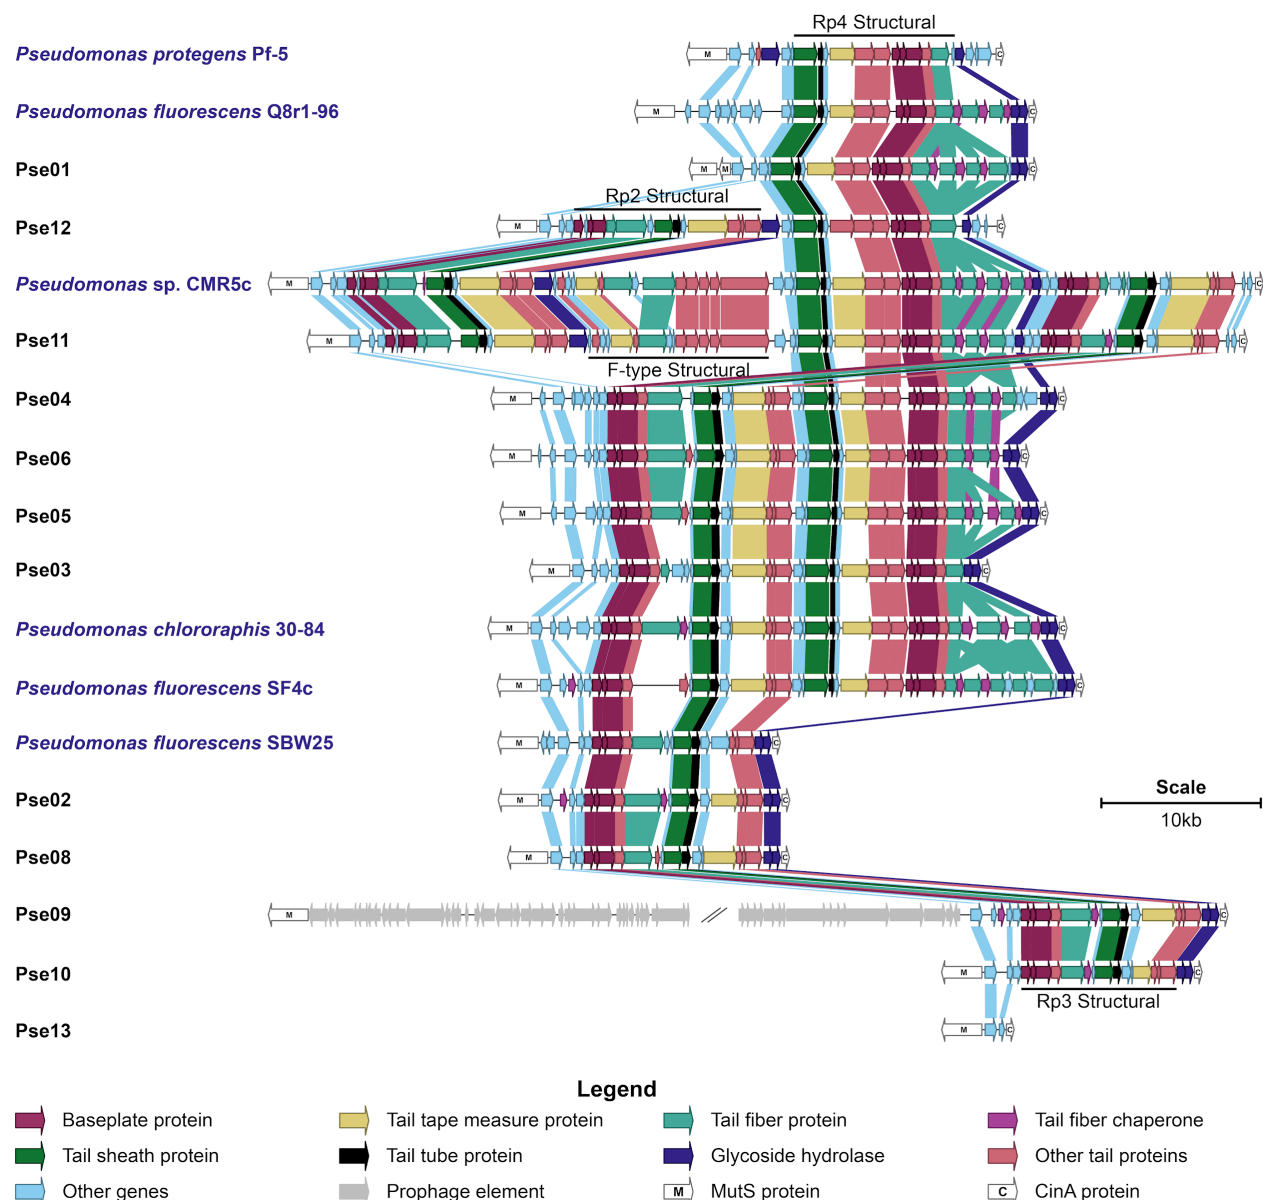 Rp4 Structural
Pseudomonas protegens Pf-5
M
C
Pseudomonas fluorescens Q8r1-96
M
C
Pse01
M M
C
Rp2 Structural
Pse12
M
C
Pseudomonas sp. CMR5c
M
C
Pse11
M
C
F-type Structural
Pse04
M
C
Pse06
M
C
Pse05
M
C
Pse03
M
C
Pseudomonas chlororaphis 30-84
M
C
Pseudomonas fluorescens SF4c
M
C
Pseudomonas fluorescens SBW25
M
C
Scale
10kb
Pse02
M
C
Pse08
M
C
Pse09
M
C
Pse10
M
C
Rp3 Structural
Pse13
M
C
Legend
Baseplate protein
Tail tape measure protein
Tail fiber protein
Tail fiber chaperone
Tail sheath protein
Tail tube protein
Glycoside hydrolase
Other tail proteins
Other genes
Prophage element
M MutS protein
C CinA protein